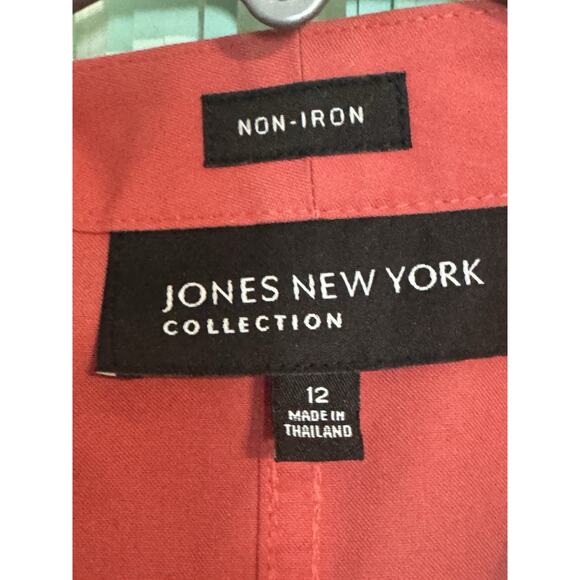 NON-IRON
JONES NEW YORK
COLLECTION
12
MADE IN
THAILAND